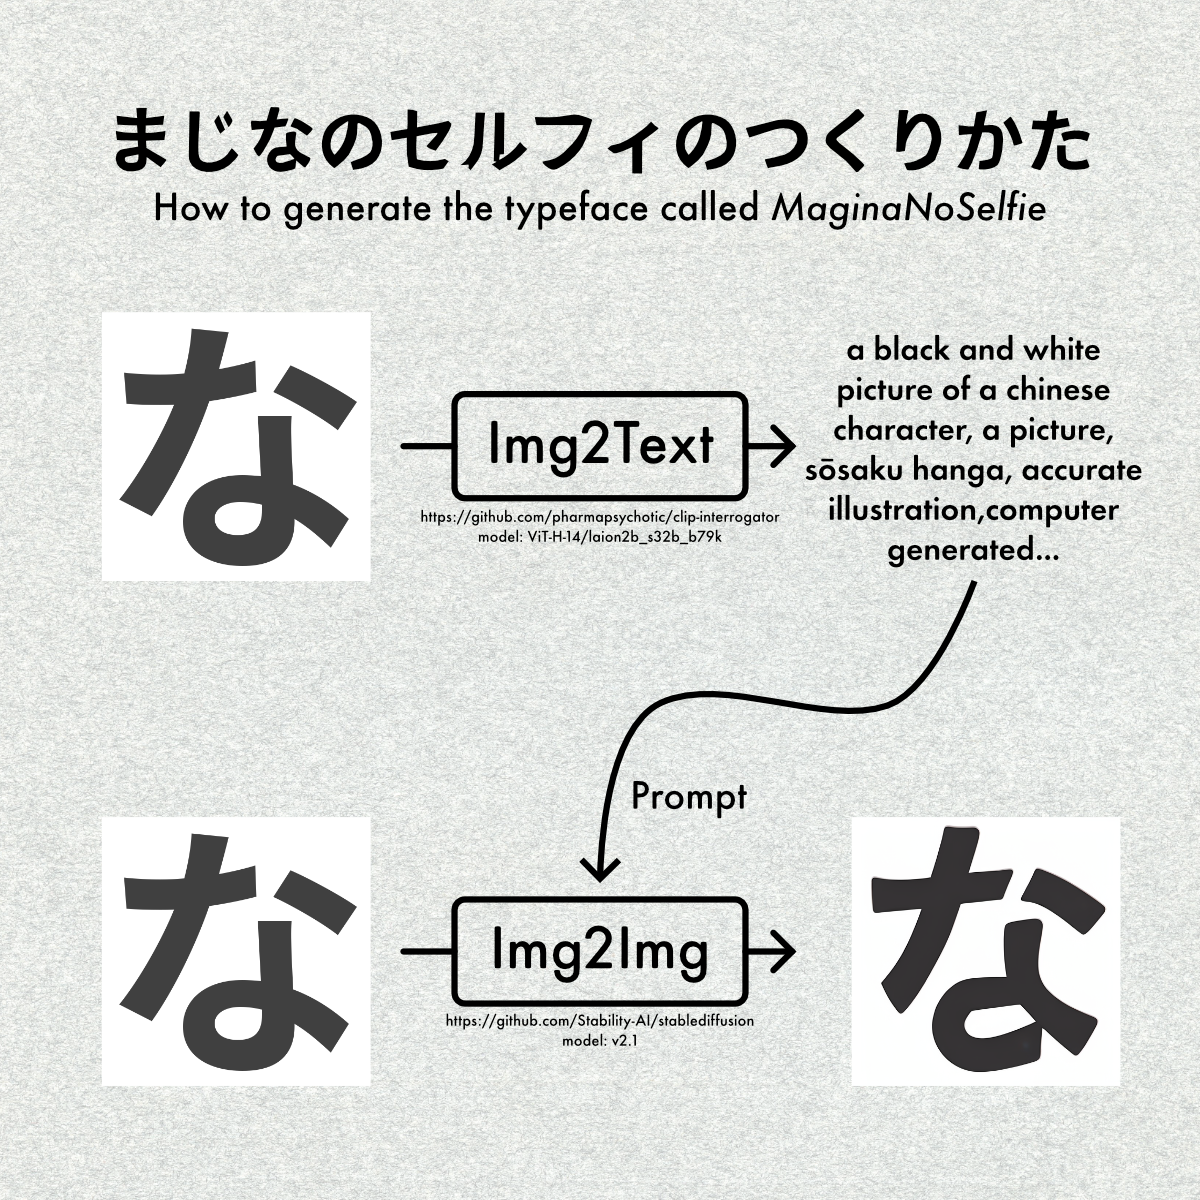 まじなのセルフィのつくりかた
How to generate the typeface called MaginaNoSelfie
な
Img2Text
https://github.com/pharmapsychotic/clip-interrogator
model: ViT-H-14/laion2b_s32b_b79k
a black and white
picture of a chinese
character, a picture,
sōsaku hanga, accurate
illustration,computer
generated...
Prompt
な
Img2Img
https://github.com/Stability-AI/stablediffusion
model: v2.1
な